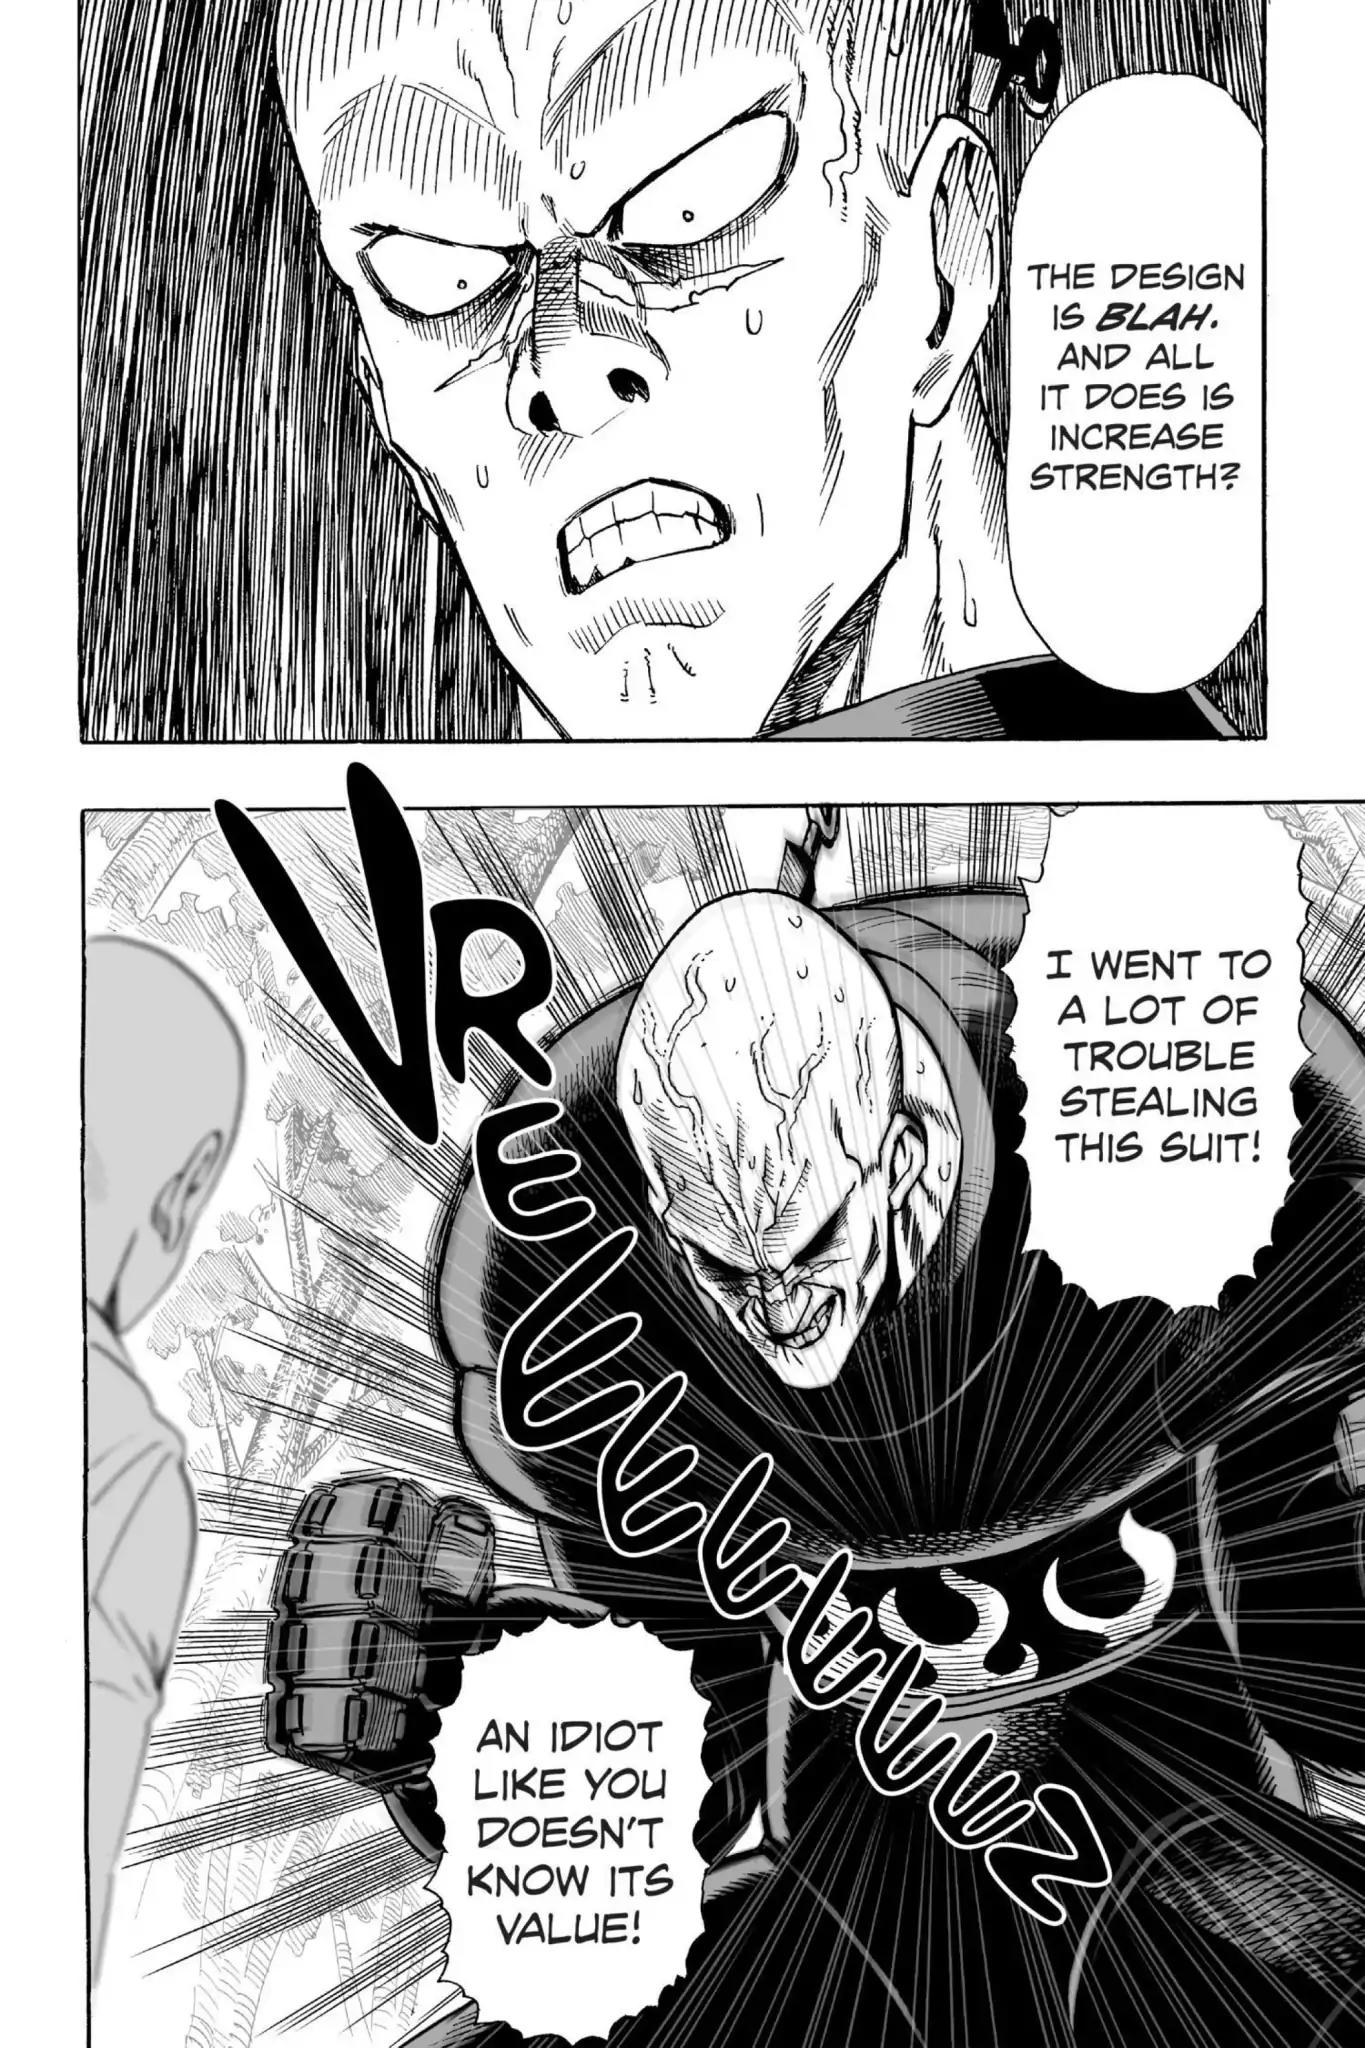 THE DESIGN
IS BLAH.
AND ALL
IT DOES IS
INCREASE
STRENGTH?
I WENT TO
A LOT OF
TROUBLE
STEALING
THIS SUIT!
VREEEEEEEEEZ
AN IDIOT
LIKE YOU
DOESN'T
KNOW ITS
VALUE!